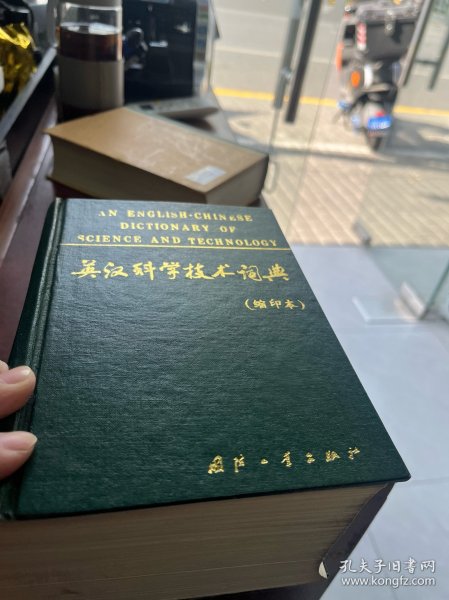 AN ENGLISH-CHINESE
DICTIONARY OF
SCIENCE AND TECHNOLOGY
英汉科学技术词典
(缩印本)
国防工业出版社
孔夫子旧书网
www.kongfz.com